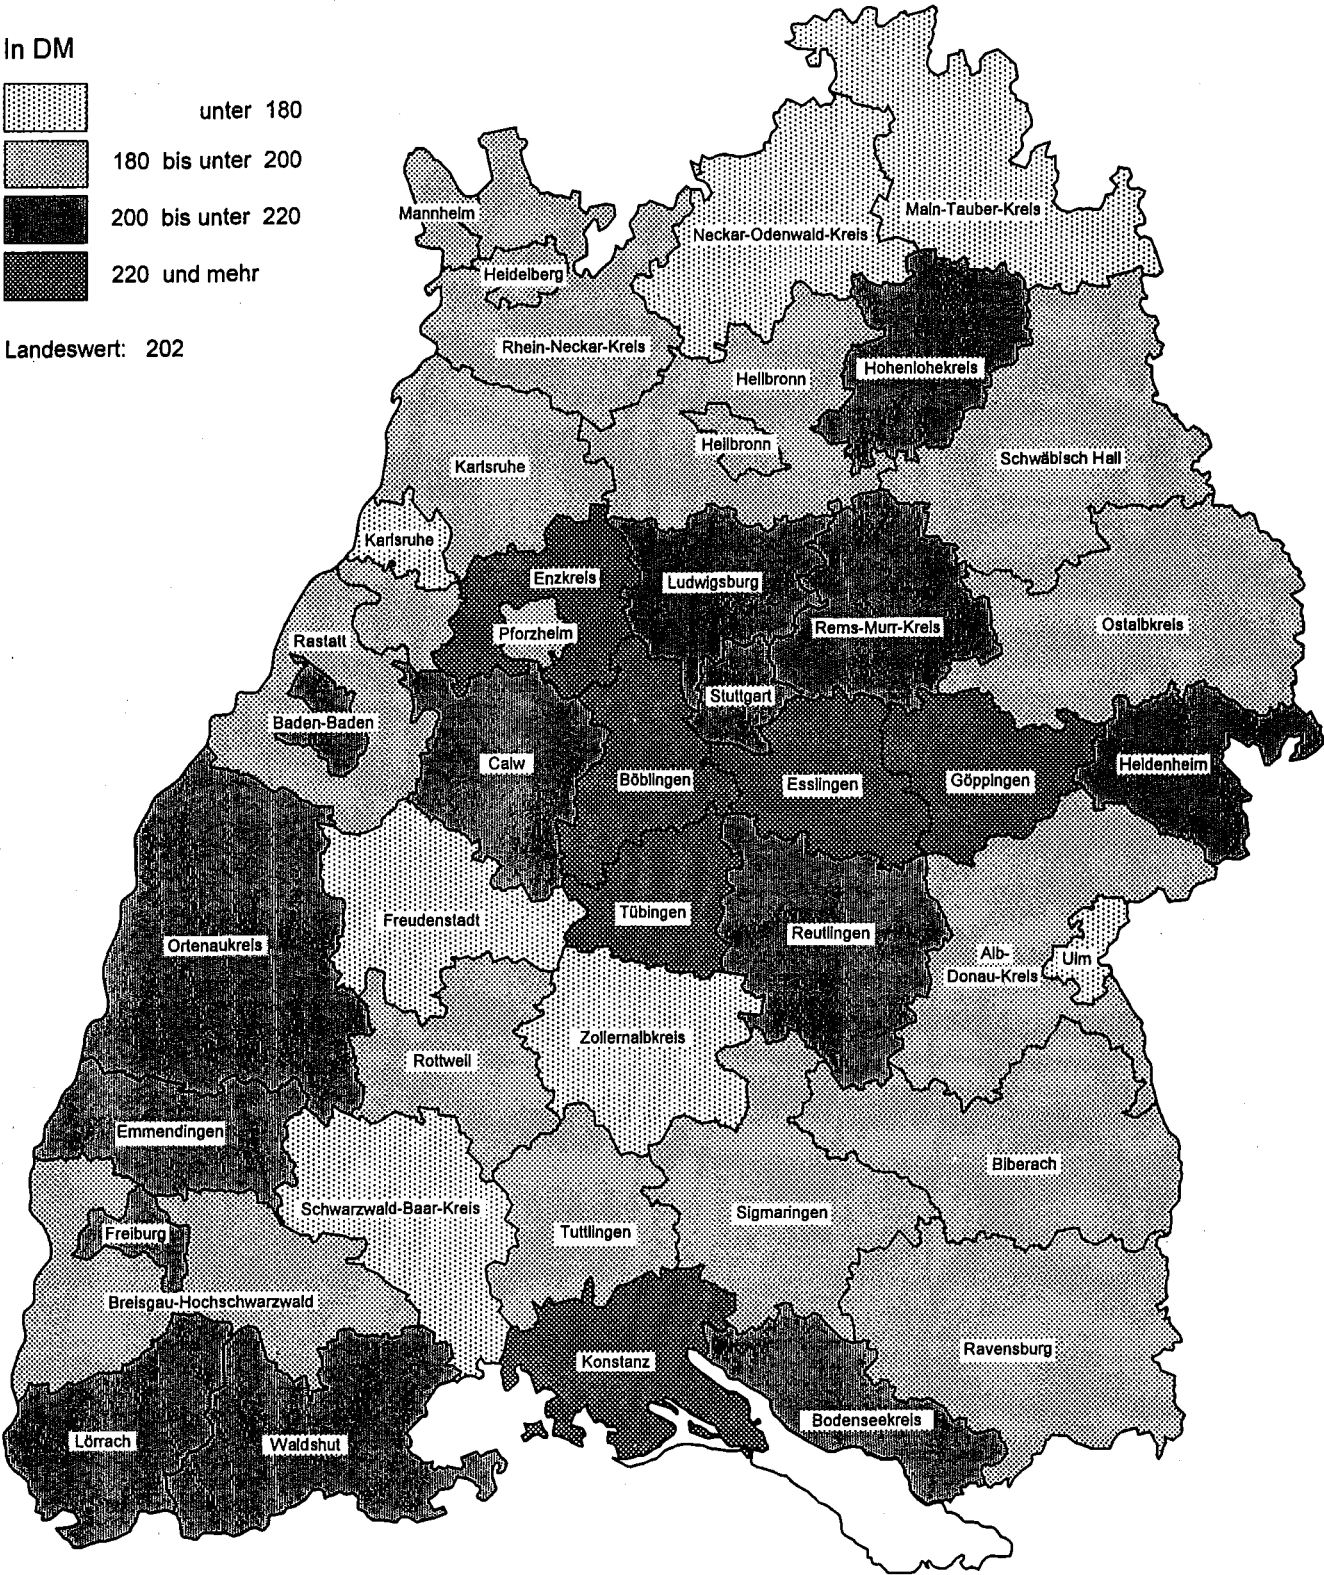 In DM
unter 180
180 bis unter 200
200 bis unter 220
220 und mehr
Landeswert: 202
Mannheim
Main-Tauber-Kreis
Neckar-Odenwald-Kreis
Heidelberg
Rhein-Neckar-Kreis
Hohenlohekreis
Heilbronn
Heilbronn
Schwäbisch Hall
Karlsruhe
Karlsruhe
Enzkreis
Ludwigsburg
Pforzheim
Rems-Murr-Kreis
Ostalbkreis
Rastatt
Stuttgart
Baden-Baden
Calw
Heidenheim
Böblingen
Esslingen
Göppingen
Tübingen
Freudenstadt
Reutlingen
Ortenaukreis
Alb-
Donau-Kreis
Ulm
Zollernalbkreis
Rottweil
Emmendingen
Biberach
Schwarzwald-Baar-Kreis
Sigmaringen
Tuttlingen
Freiburg
Breisgau-Hochschwarzwald
Ravensburg
Konstanz
Bodenseekreis
Lörrach
Waldshut